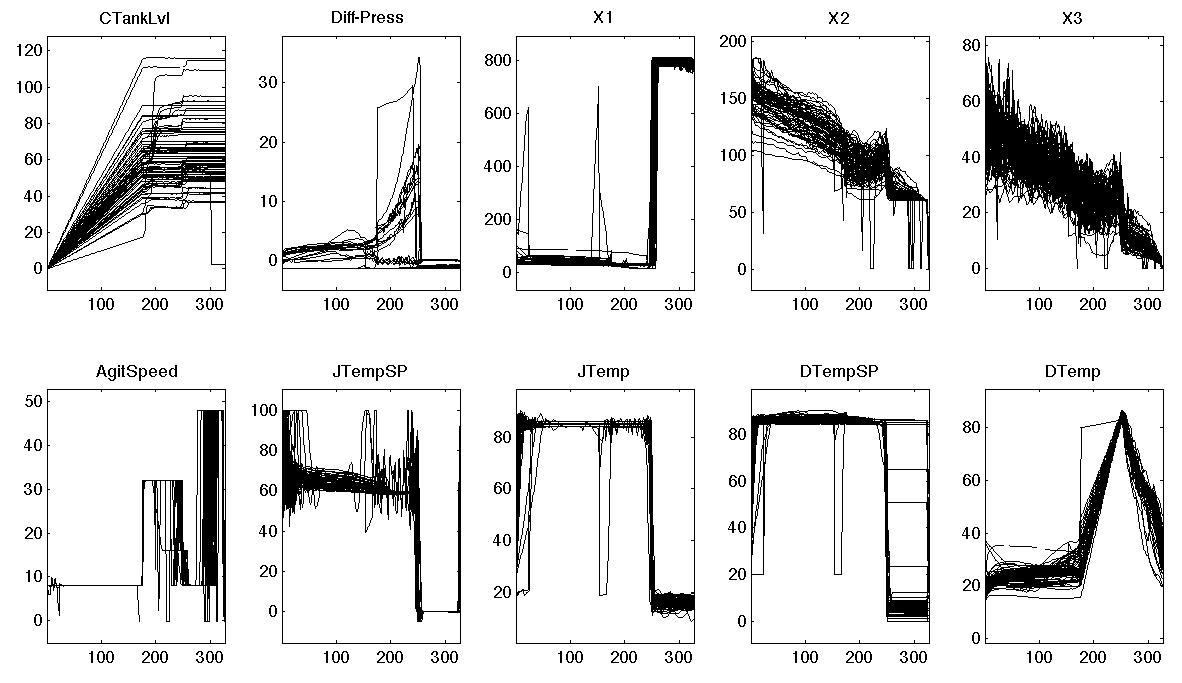 CTankLvl Diff-Press X1 X2 X3
120 100 80 60 40 20 0
30 20 10 0
800 600 400 200 0
200 150 100 50 0
80 60 40 20 0
100 200 300 100 200 300 100 200 300 100 200 300 100 200 300
AgitSpeed JTempSP JTemp DTempSP DTemp
50 40 30 20 10 0
100 80 60 40 20 0
80 60 40 20
80 60 40 20 0
80 60 40 20 0
100 200 300 100 200 300 100 200 300 100 200 300 100 200 300